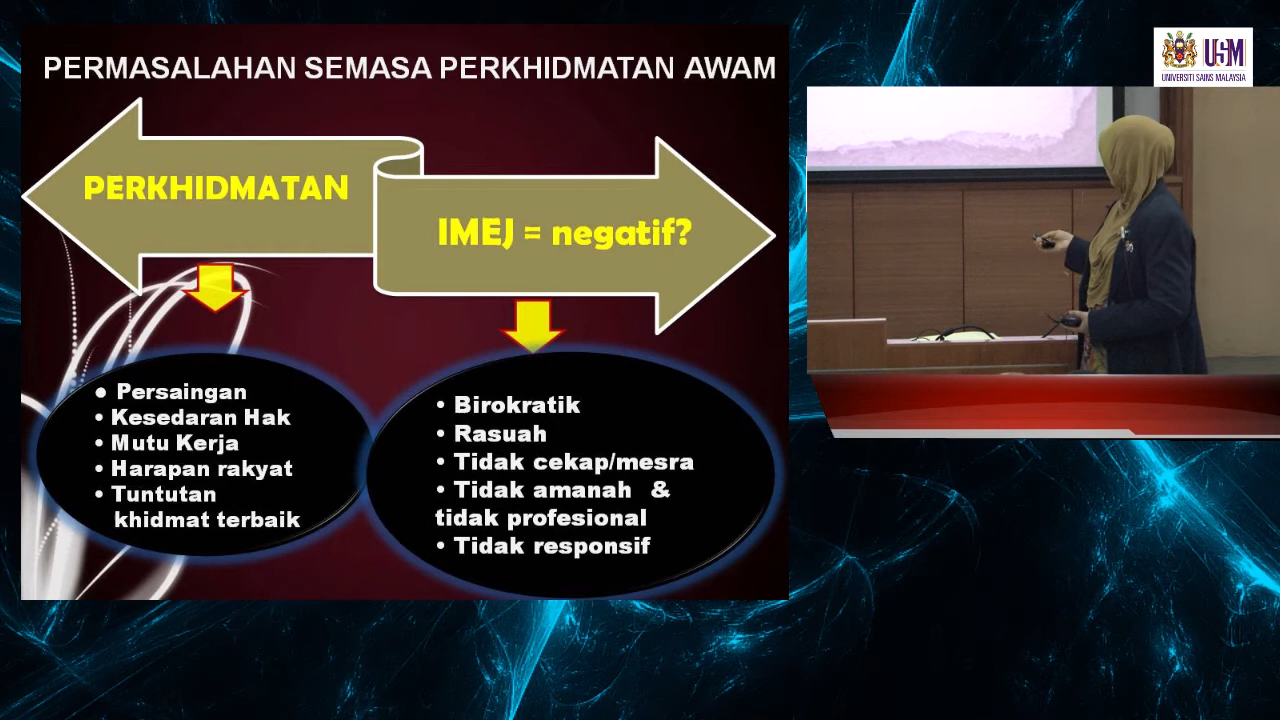 PERMASALAHAN SEMASA PERKHIDMATAN AWAM
PERKHIDMATAN
IMEJ = negatif?
• Persaingan
• Kesedaran Hak
• Mutu Kerja
• Harapan rakyat
• Tuntutan
khidmat terbaik
• Birokratik
• Rasuah
• Tidak cekap/mesra
• Tidak amanah &
tidak profesional
• Tidak responsif
USM
UNIVERSITI SAINS MALAYSIA